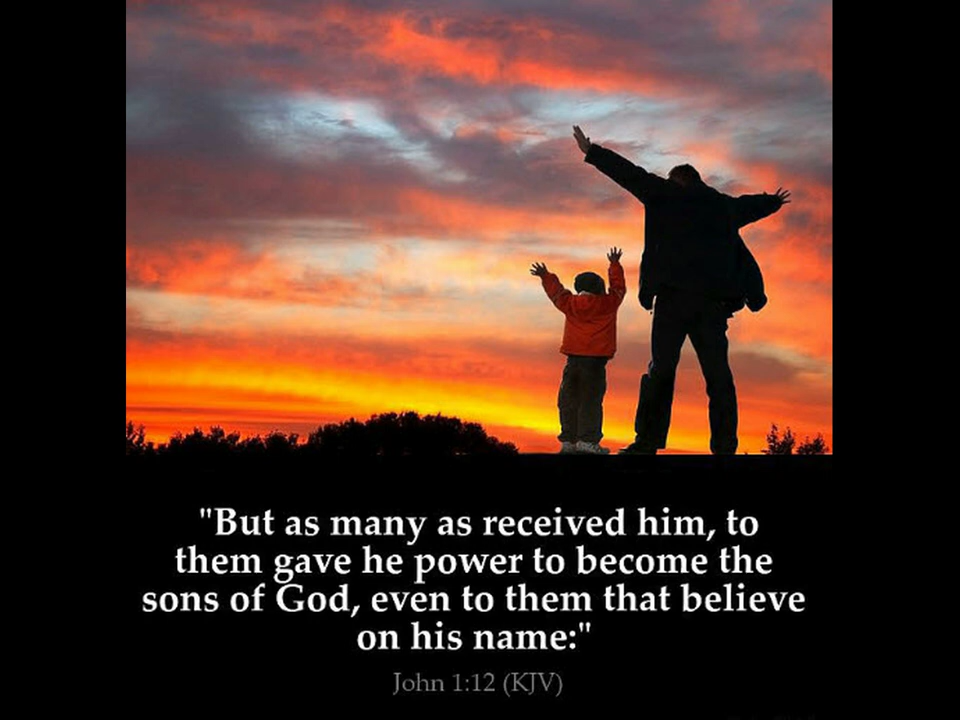 "But as many as received him, to
them gave he power to become the
sons of God, even to them that believe
on his name:"
John 1:12 (KJV)